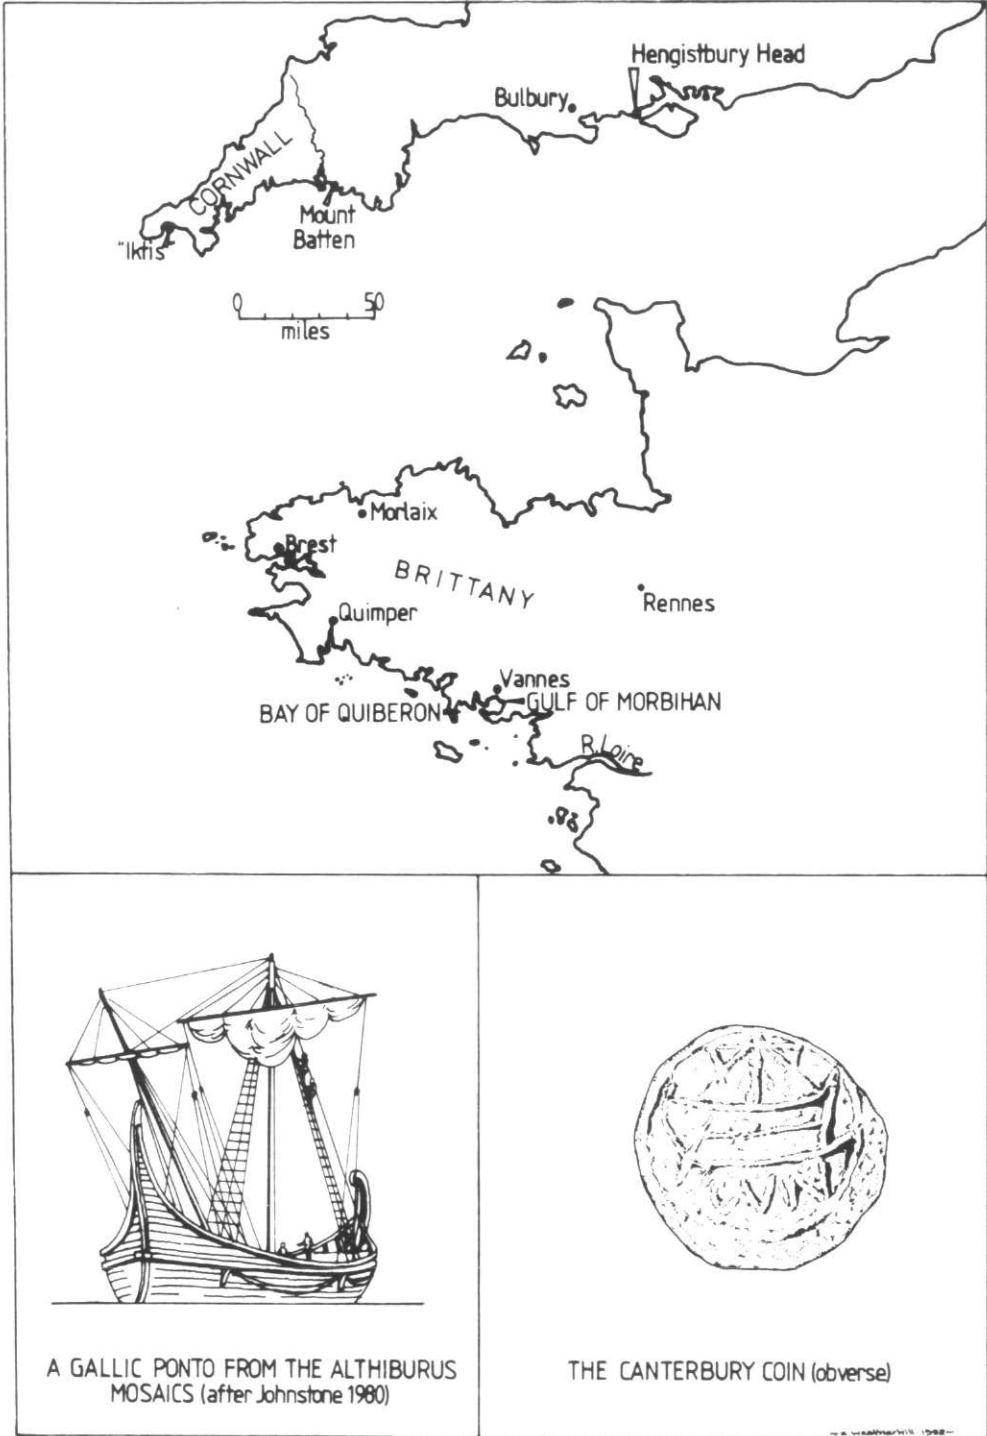 Hengistbury Head
Bulbury
CORNWALL
Mount
Batten
"Iktis"
0 50
miles
Morlaix
Brest
BRITTANY
Rennes
Quimper
Vannes
GULF OF MORBIHAN
BAY OF QUIBERON
R. Loire
A GALLIC PONTO FROM THE ALTHIBURUS
MOSAICS (after Johnstone 1980)
THE CANTERBURY COIN (obverse)